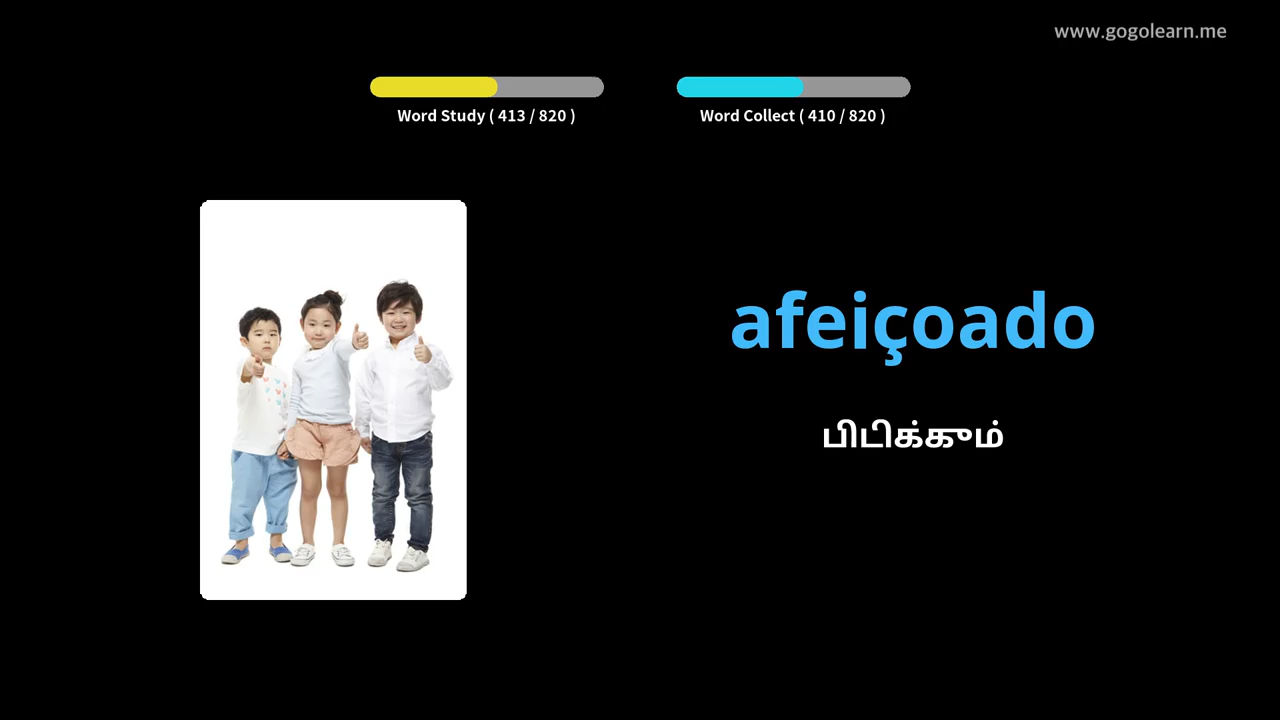 www.gogolearn.me
Word Study ( 413 / 820 )
Word Collect ( 410 / 820 )
afeiçoado
பிடிக்கும்